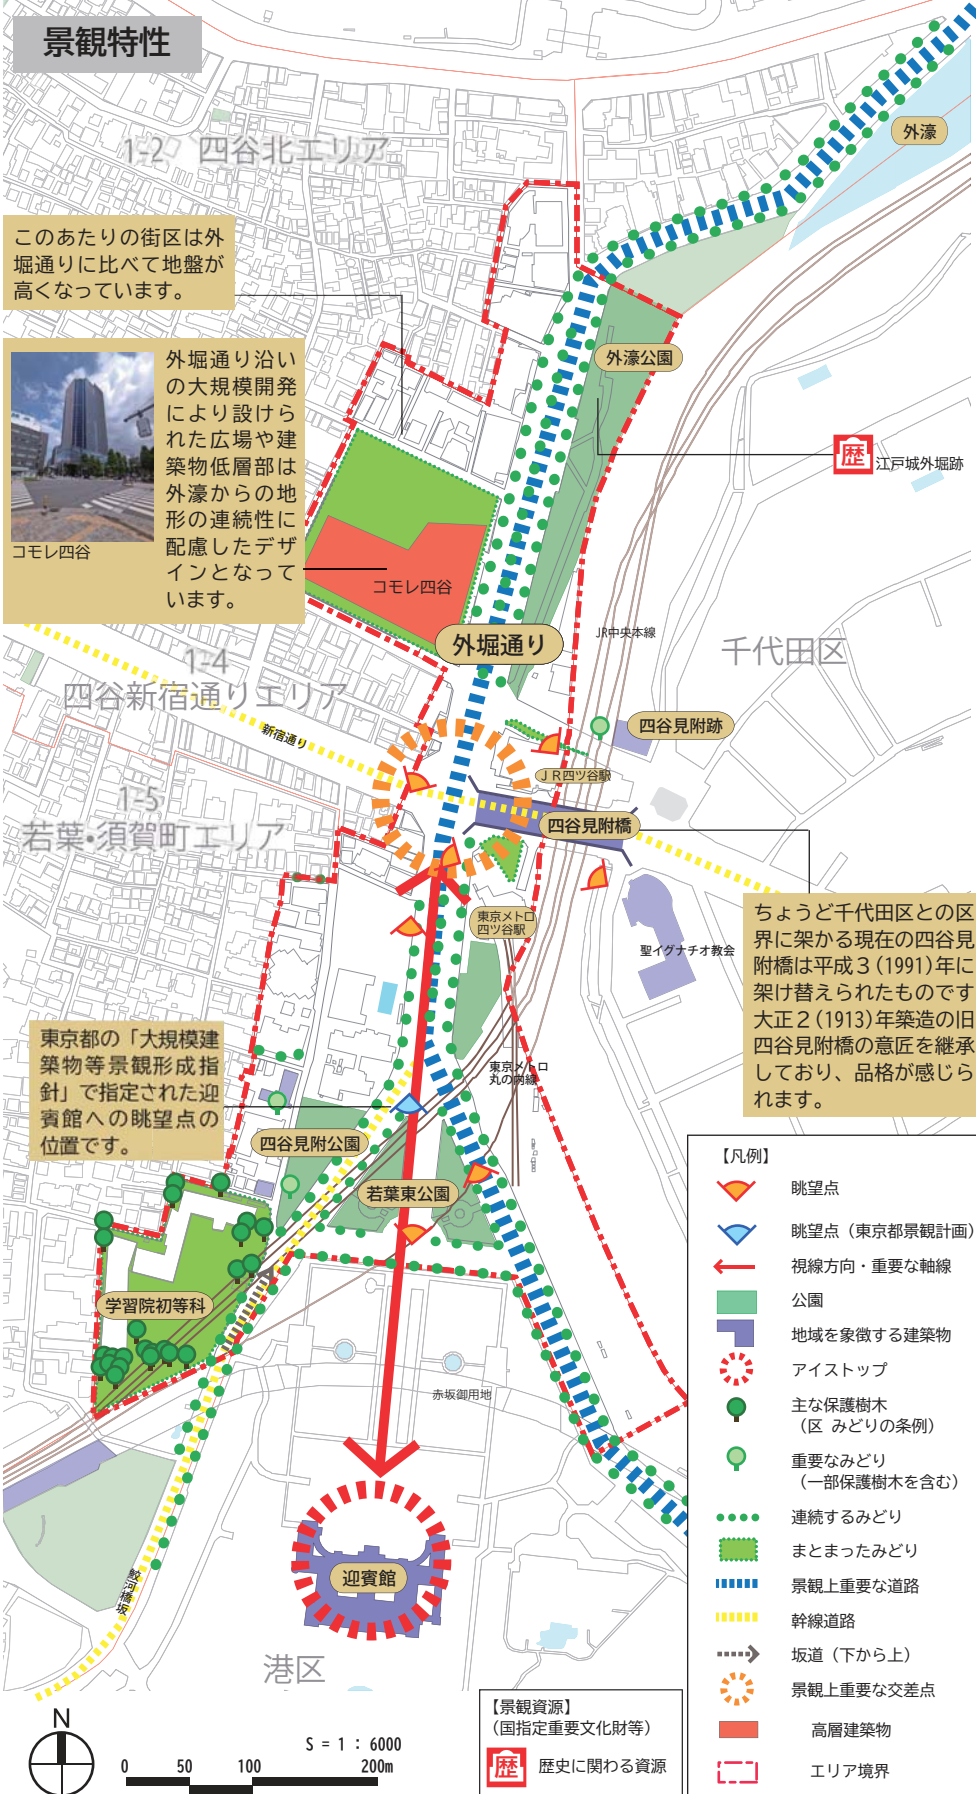 景観特性
1-2 四谷北エリア
外濠
このあたりの街区は外
堀通りに比べて地盤が
高くなっています。
外濠公園
外堀通り沿い
の大規模開発
により設けら
れた広場や建
築物低層部は
外濠からの地
形の連続性に
配慮したデザ
インとなって
います。
コモレ四谷
歴
江戸城外堀跡
コモレ四谷
外堀通り
JR中央本線
千代田区
1-4
四谷新宿通りエリア
新宿通り
四谷見附跡
JR四ツ谷駅
1-5
若葉・須賀町エリア
四谷見附橋
東京メトロ
四ツ谷駅
聖イグナチオ教会
ちょうど千代田区との区
界に架かる現在の四谷見
附橋は平成3(1991)年に
架け替えられたものです
大正2(1913)年築造の旧
四谷見附橋の意匠を継承
しており、品格が感じら
れます。
東京都の「大規模建
築物等景観形成指
針」で指定された迎
賓館への眺望点の
位置です。
東京メトロ
丸の内線
四谷見附公園
若葉東公園
学習院初等科
赤坂御用地
迎賓館
鮫河橋坂
港区
【凡例】
眺望点
眺望点(東京都景観計画)
視線方向・重要な軸線
公園
地域を象徴する建築物
アイストップ
主な保護樹木
(区 みどりの条例)
重要なみどり
(一部保護樹木を含む)
連続するみどり
まとまったみどり
景観上重要な道路
幹線道路
坂道(下から上)
景観上重要な交差点
高層建築物
エリア境界
【景観資源】
(国指定重要文化財等)
歴 歴史に関わる資源
N
S = 1 : 6000
0 50 100 200m